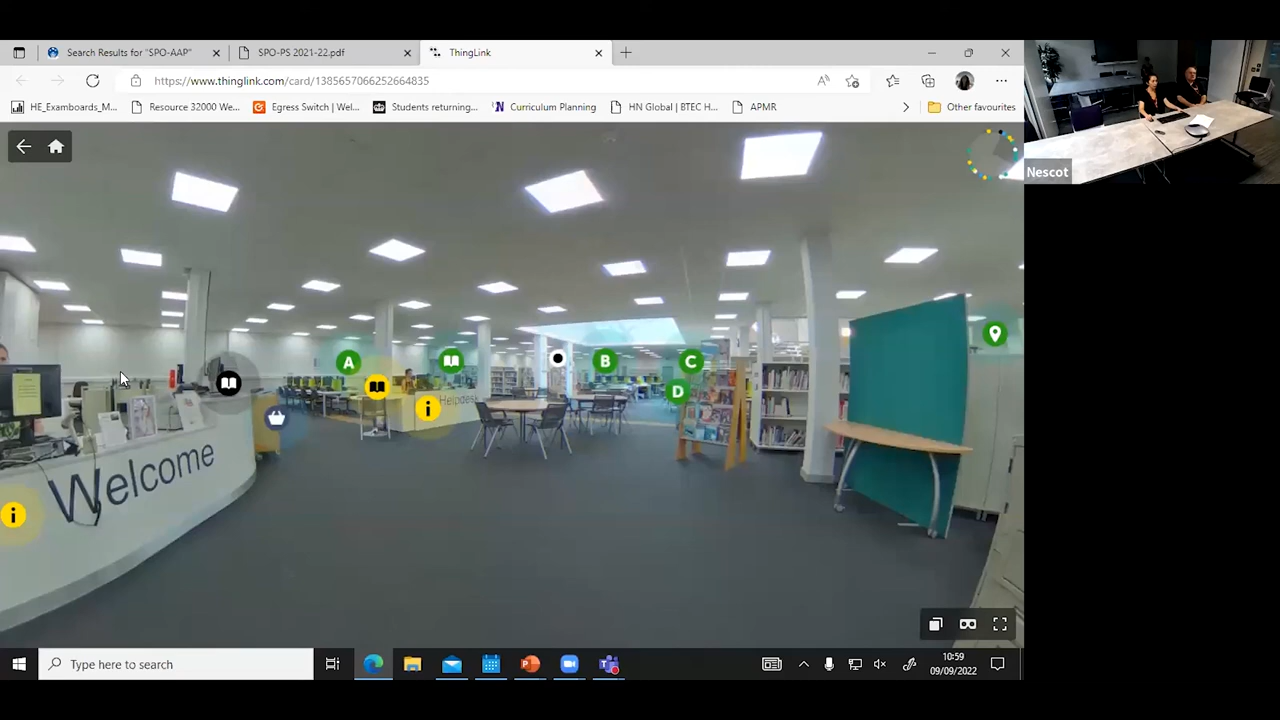 Search Results for "SPO-AAP"
SPO-PS 2021-22.pdf
ThingLink
https://www.thinglink.com/card/1385657066252664835
HE_Examboards_M...
Resource 32000 We...
Egress Switch | Wel...
Students returning...
Curriculum Planning
HN Global | BTEC H...
APMR
Other favourites
Nescot
A
B
C
D
i
Helpdesk
Welcome
i
Type here to search
10:59
09/09/2022